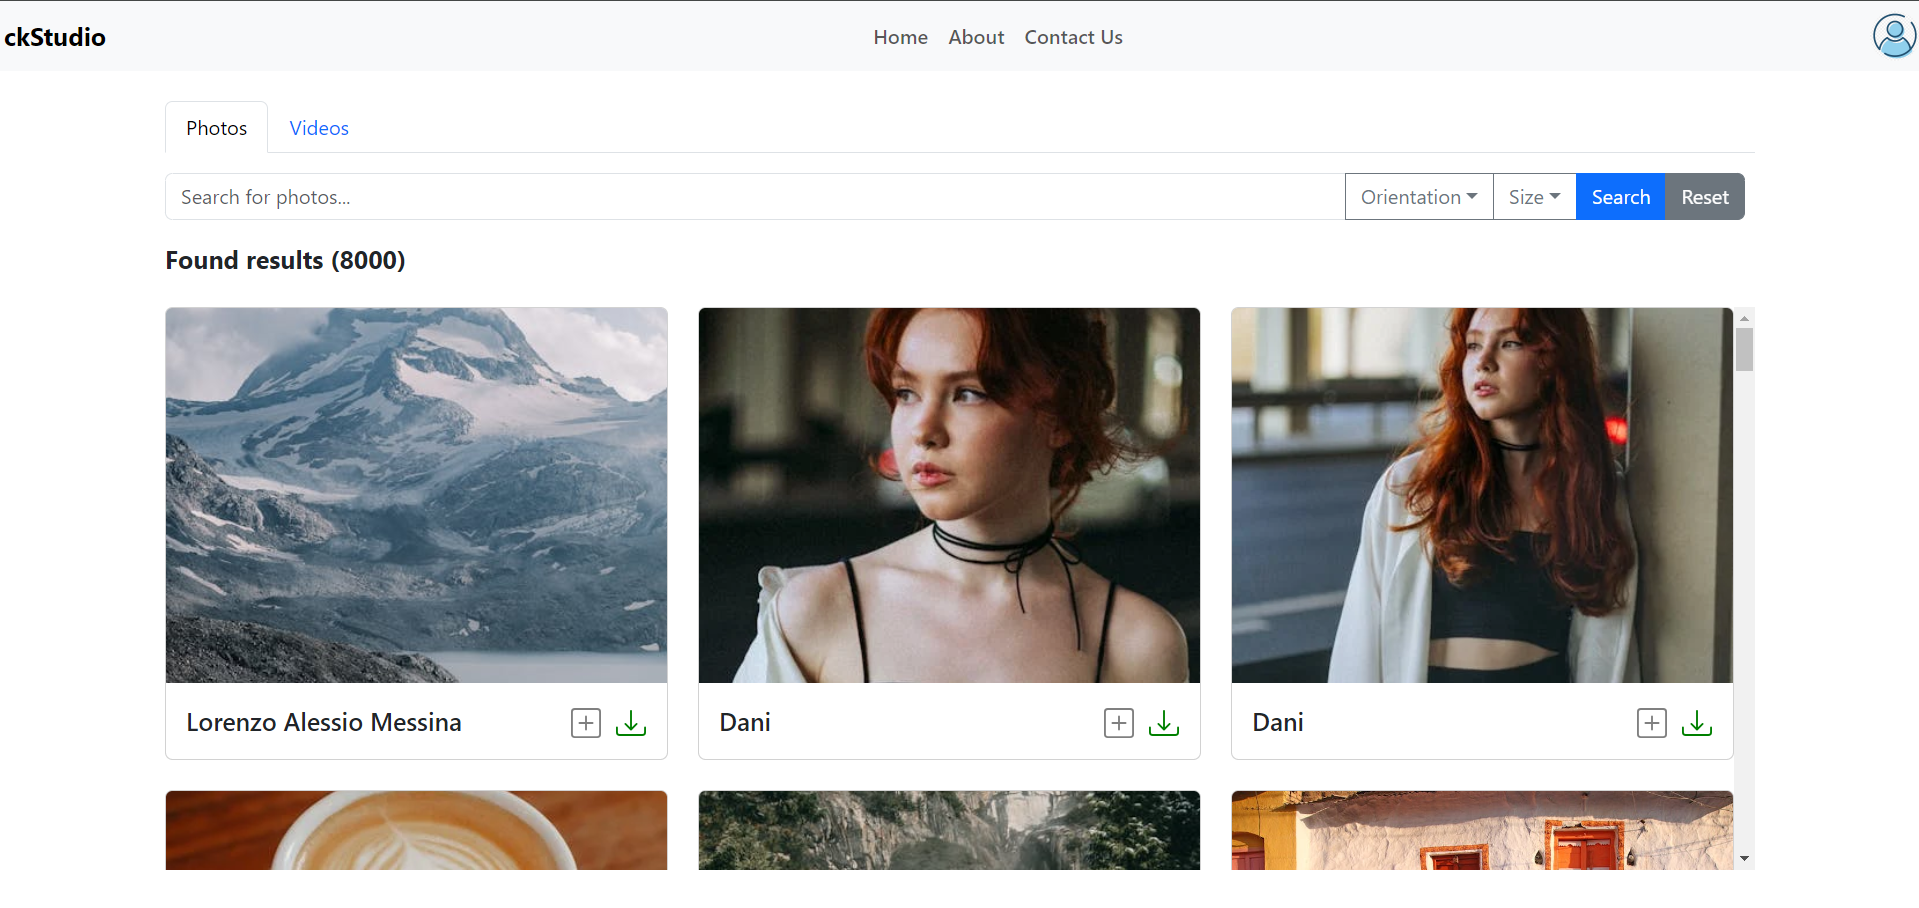 ckStudio
Home About Contact Us
Photos Videos
Search for photos... Orientation Size Search Reset
Found results (8000)
Lorenzo Alessio Messina
Dani
Dani